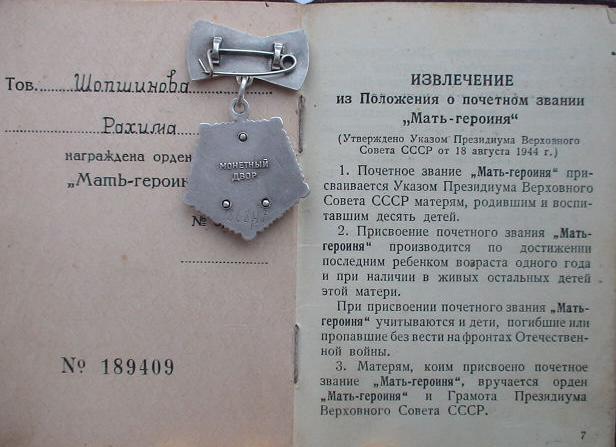 Тов. Шопшинова
Рахима
награждена орден
„Мать-героин
№
№ 189409
МОНЕТНЫЙ
ДВОР
ИЗВЛЕЧЕНИЕ
из Положения о почетном звании
„Мать-героиня“
(Утверждено Указом Президиума Верховного
Совета СССР от 18 августа 1944 г.)
1. Почетное звание „Мать-героиня“ при-
сваивается Указом Президиума Верховного
Совета СССР матерям, родившим и воспи-
тавшим десять детей.
2. Присвоение почетного звания „Мать-
героиня“ производится по достижении
последним ребенком возраста одного года
и при наличии в живых остальных детей
этой матери.
При присвоении почетного звания „Мать-
героиня“ учитываются и дети, погибшие или
пропавшие без вести на фронтах Отечествен-
ной войны.
3. Матерям, коим присвоено почетное
звание „Мать-героиня“, вручается орден
„Мать-героиня“ и Грамота Президиума
Верховного Совета СССР.
7